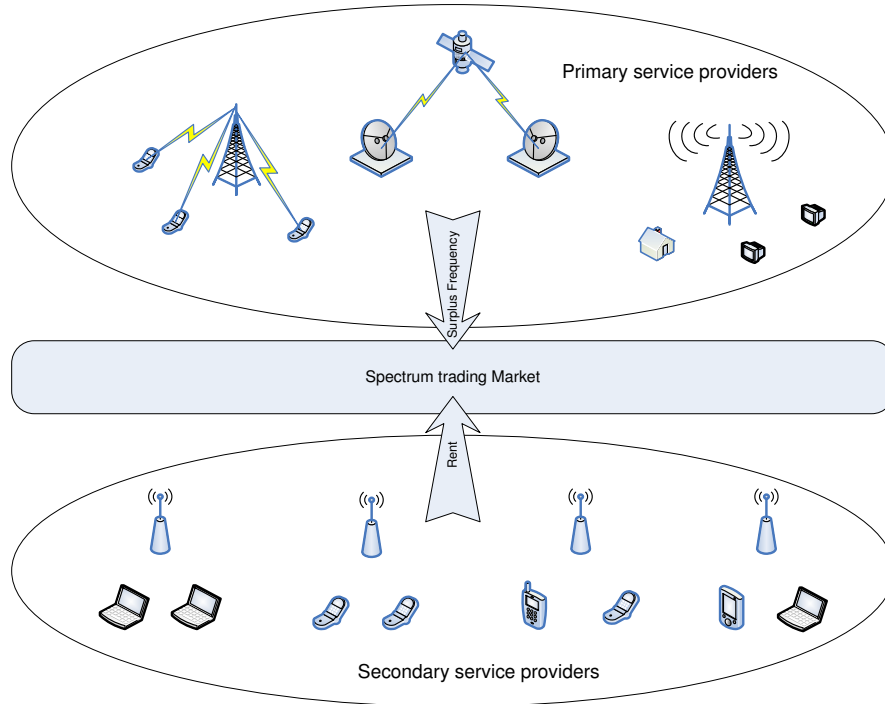 Primary service providers
Surplus Frequency
Spectrum trading Market
Rent
Secondary service providers